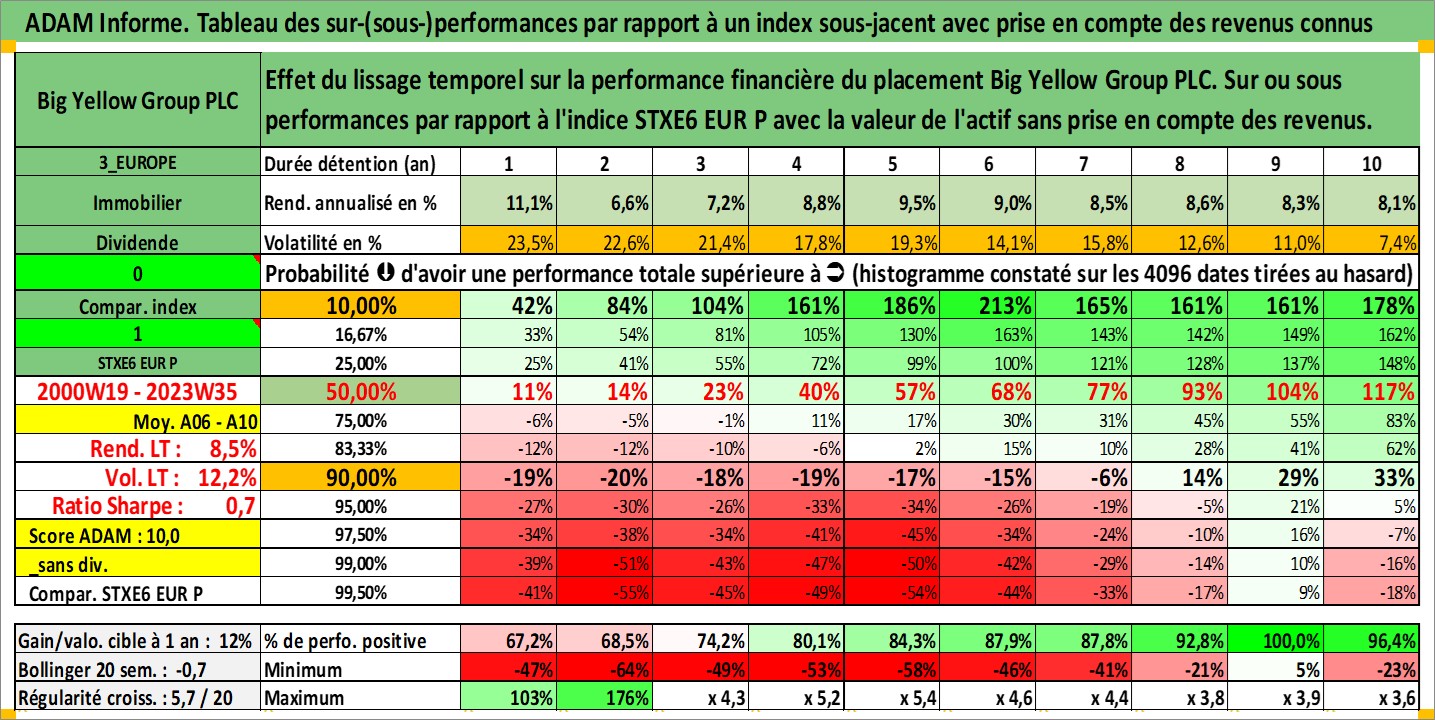 ADAM Informe. Tableau des sur-(sous-)performances par rapport à un index sous-jacent avec prise en compte des revenus connus
Big Yellow Group PLC
Effet du lissage temporel sur la performance financière du placement Big Yellow Group PLC. Sur ou sous
performances par rapport à l'indice STXE6 EUR P avec la valeur de l'actif sans prise en compte des revenus.
3_EUROPE Durée détention (an) 1 2 3 4 5 6 7 8 9 10
Immobilier Rend. annualisé en % 11,1% 6,6% 7,2% 8,8% 9,5% 9,0% 8,5% 8,6% 8,3% 8,1%
Dividende Volatilité en % 23,5% 22,6% 21,4% 17,8% 19,3% 14,1% 15,8% 12,6% 11,0% 7,4%
0 Probabilité ⬇ d'avoir une performance totale supérieure à ➲ (histogramme constaté sur les 4096 dates tirées au hasard)
Compar. index 10,00% 42% 84% 104% 161% 186% 213% 165% 161% 161% 178%
1 16,67% 33% 54% 81% 105% 130% 163% 143% 142% 149% 162%
STXE6 EUR P 25,00% 25% 41% 55% 72% 99% 100% 121% 128% 137% 148%
2000W19 - 2023W35 50,00% 11% 14% 23% 40% 57% 68% 77% 93% 104% 117%
Moy. A06 - A10 75,00% -6% -5% -1% 11% 17% 30% 31% 45% 55% 83%
Rend. LT : 8,5% 83,33% -12% -12% -10% -6% 2% 15% 10% 28% 41% 62%
Vol. LT : 12,2% 90,00% -19% -20% -18% -19% -17% -15% -6% 14% 29% 33%
Ratio Sharpe : 0,7 95,00% -27% -30% -26% -33% -34% -26% -19% -5% 21% 5%
Score ADAM : 10,0 97,50% -34% -38% -34% -41% -45% -34% -24% -10% 16% -7%
_sans div. 99,00% -39% -51% -43% -47% -50% -42% -29% -14% 10% -16%
Compar. STXE6 EUR P 99,50% -41% -55% -45% -49% -54% -44% -33% -17% 9% -18%
Gain/valo. cible à 1 an : 12% % de perfo. positive 67,2% 68,5% 74,2% 80,1% 84,3% 87,9% 87,8% 92,8% 100,0% 96,4%
Bollinger 20 sem. : -0,7 Minimum -47% -64% -49% -53% -58% -46% -41% -21% 5% -23%
Régularité croiss. : 5,7 / 20 Maximum 103% 176% x 4,3 x 5,2 x 5,4 x 4,6 x 4,4 x 3,8 x 3,9 x 3,6